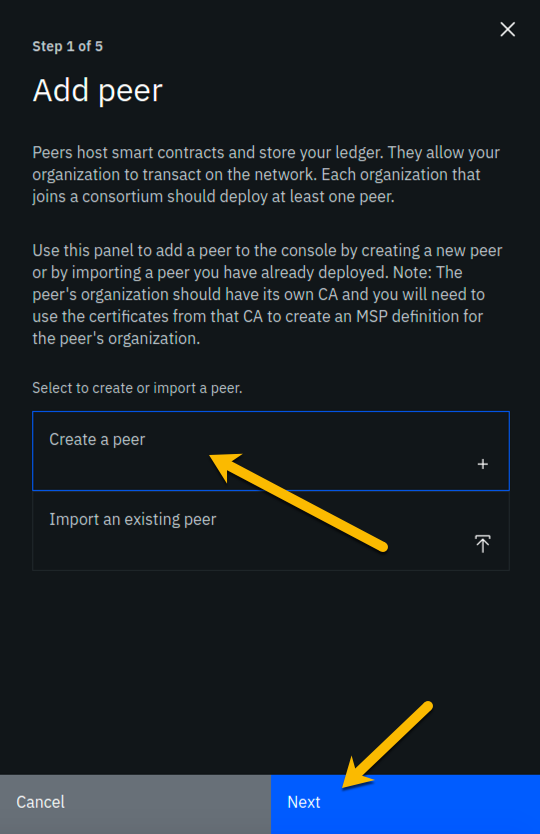 Step 1 of 5
Add peer
Peers host smart contracts and store your ledger. They allow your
organization to transact on the network. Each organization that
joins a consortium should deploy at least one peer.
Use this panel to add a peer to the console by creating a new peer
or by importing a peer you have already deployed. Note: The
peer's organization should have its own CA and you will need to
use the certificates from that CA to create an MSP definition for
the peer's organization.
Select to create or import a peer.
Create a peer
Import an existing peer
Cancel
Next